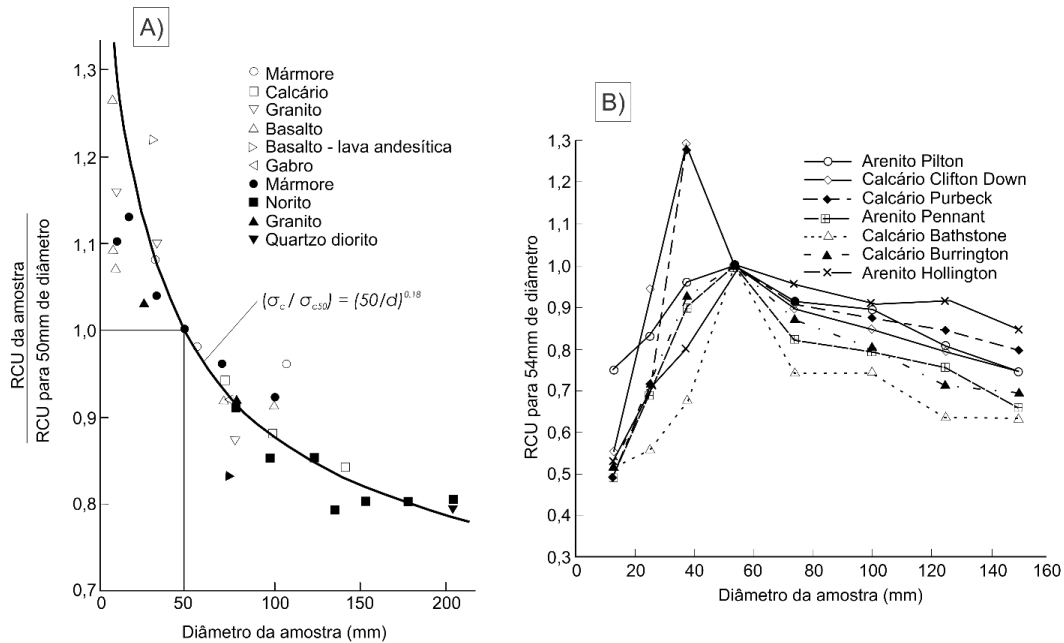 A)
1,3
1,2
1,1
1,0
0,9
0,8
0,7
0
50
100
150
200
RCU da amostra
RCU para 50mm de diâmetro
Diâmetro da amostra (mm)
Mármore
Calcário
Granito
Basalto
Basalto - lava andesítica
Gabro
Mármore
Norito
Granito
Quartzo diorito
(σc / σc50) = (50/d)^0,18
B)
1,3
1,2
1,1
1,0
0,9
0,8
0,7
0,6
0,5
0,4
0,3
0
20
40
60
80
100
120
140
160
RCU da amostra
RCU para 54mm de diâmetro
Diâmetro da amostra (mm)
Arenito Pilton
Calcário Clifton Down
Calcário Purbeck
Arenito Pennant
Calcário Bathstone
Calcário Burrington
Arenito Hollington